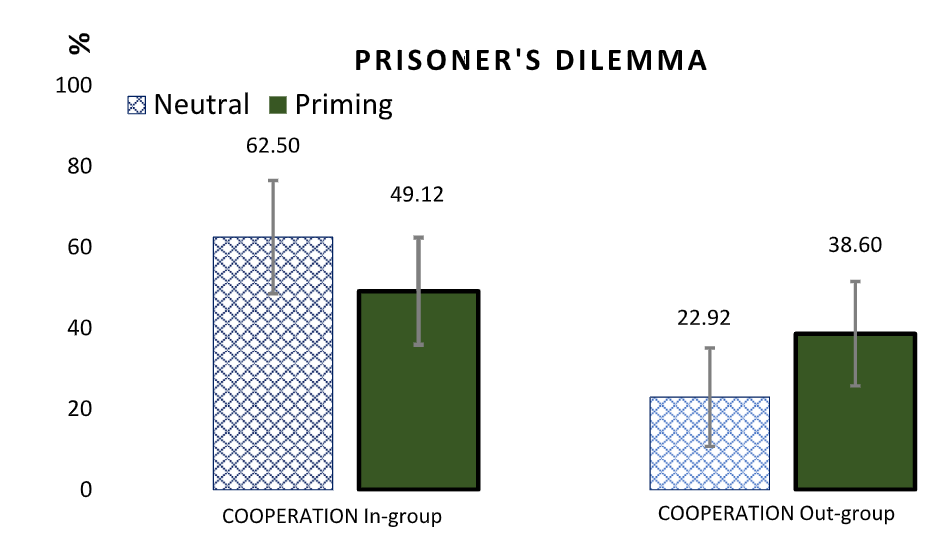 %
PRISONER'S DILEMMA
100
Neutral Priming
62.50
80
49.12
60
38.60
40
22.92
20
0
COOPERATION In-group
COOPERATION Out-group